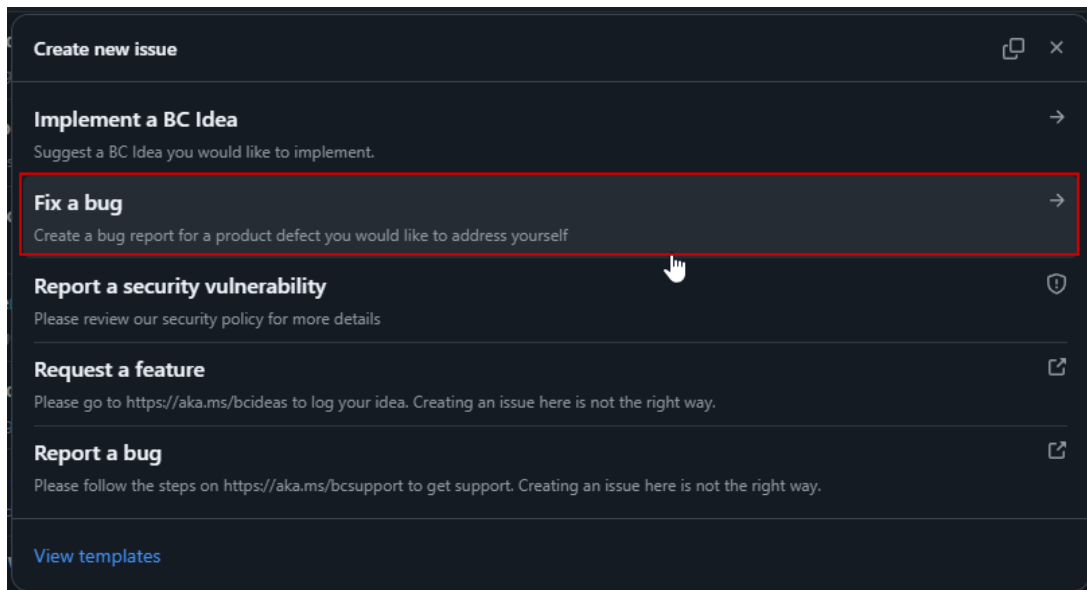 Create new issue
Implement a BC Idea
Suggest a BC Idea you would like to implement.
Fix a bug
Create a bug report for a product defect you would like to address yourself
Report a security vulnerability
Please review our security policy for more details
Request a feature
Please go to https://aka.ms/bcideas to log your idea. Creating an issue here is not the right way.
Report a bug
Please follow the steps on https://aka.ms/bcsupport to get support. Creating an issue here is not the right way.
View templates